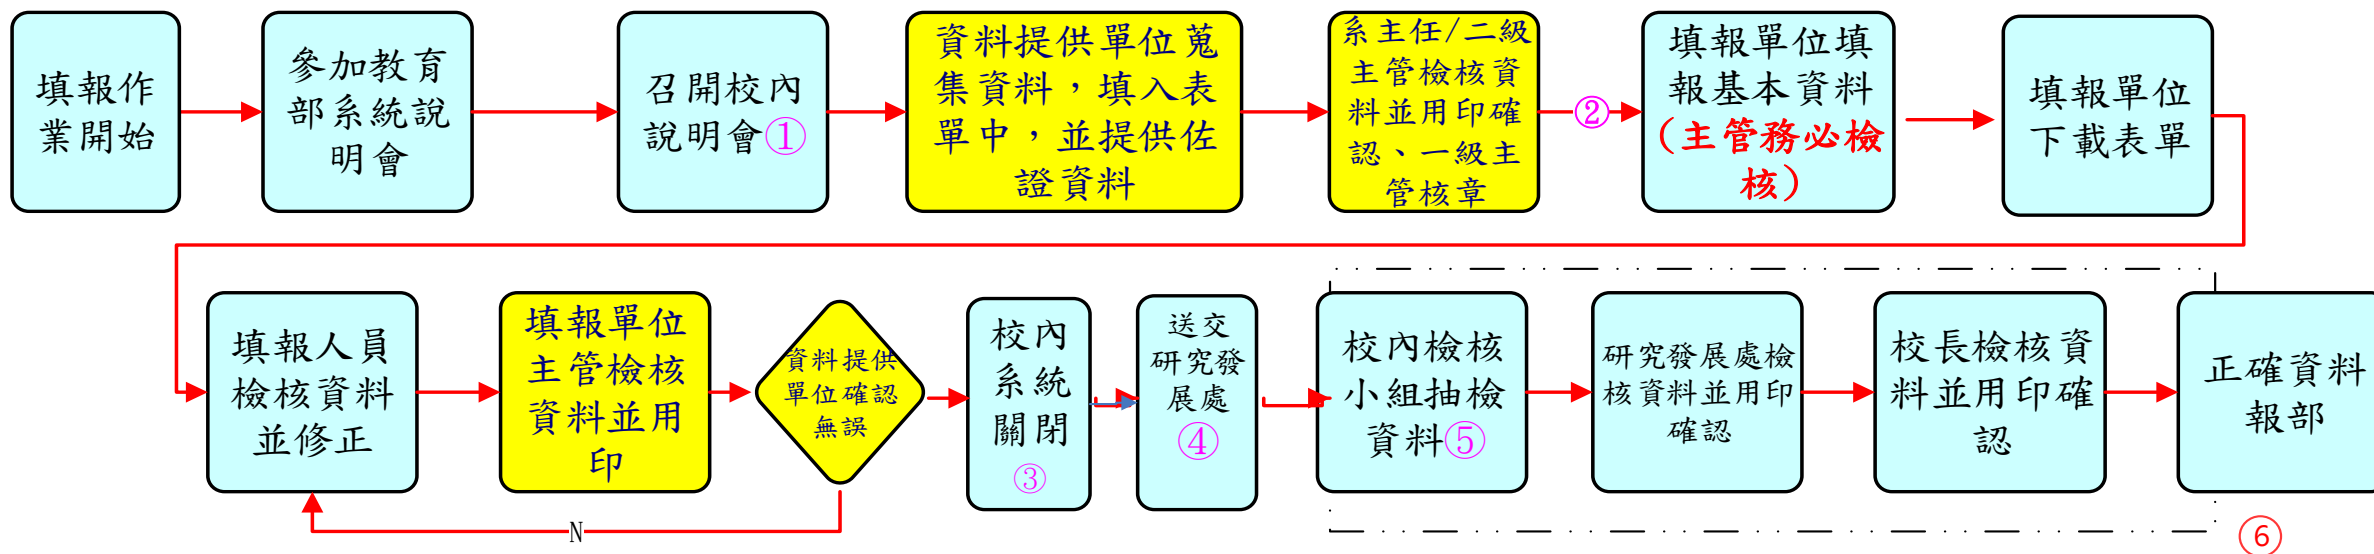 填報作
業開始
參加教育
部系統說
明會
召開校內
說明會①
資料提供單位蒐
集資料，填入表
單中，並提供佐
證資料
系主任/二級
主管檢核資
料並用印確
認、一級主
管核章
②
填報單位填
報基本資料
（主管務必檢
核）
填報單位
下載表單
填報人員
檢核資料
並修正
填報單位
主管檢核
資料並用
印
資料提供
單位確認
無誤
N
校內
系統
關閉
③
送交
研究發
展處
④
校內檢核
小組抽檢
資料⑤
研究發展處檢
核資料並用印
確認
校長檢核資
料並用印確
認
正確資料
報部
⑥